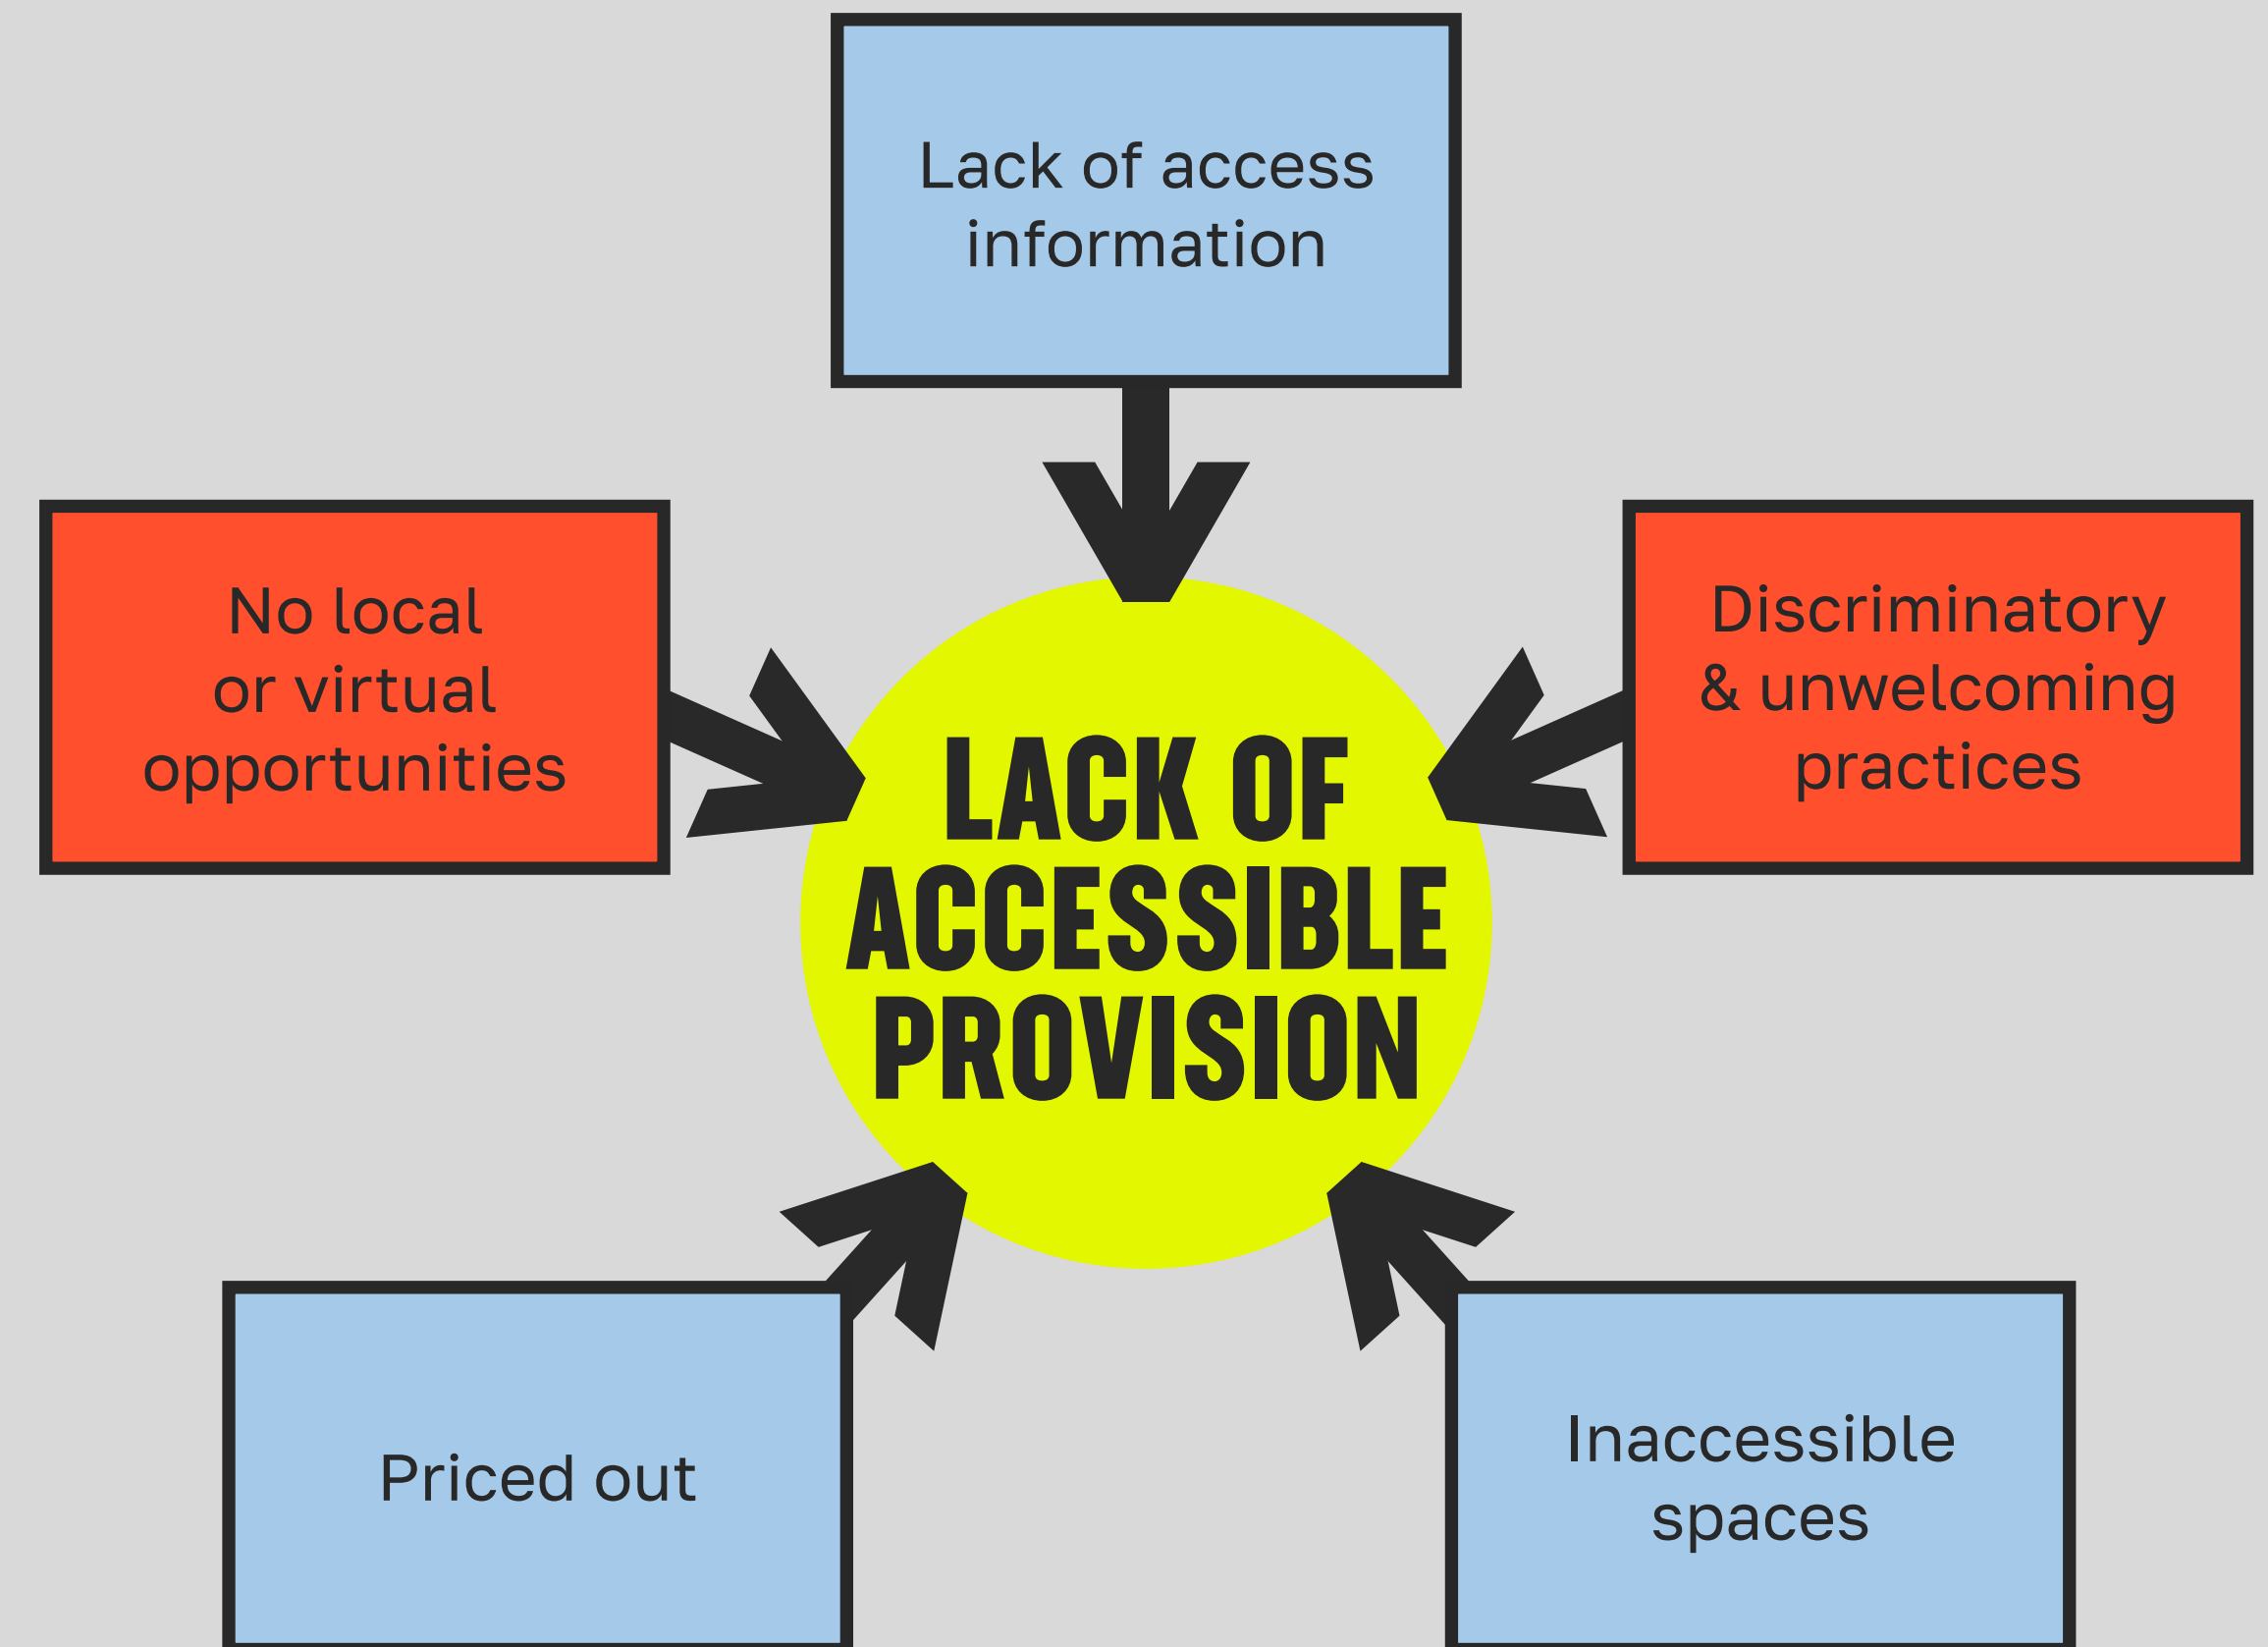 Lack of access
information
No local
or virtual
opportunities
Discriminatory
& unwelcoming
practices
LACK OF
ACCESSIBLE
PROVISION
Priced out
Inaccessible
spaces